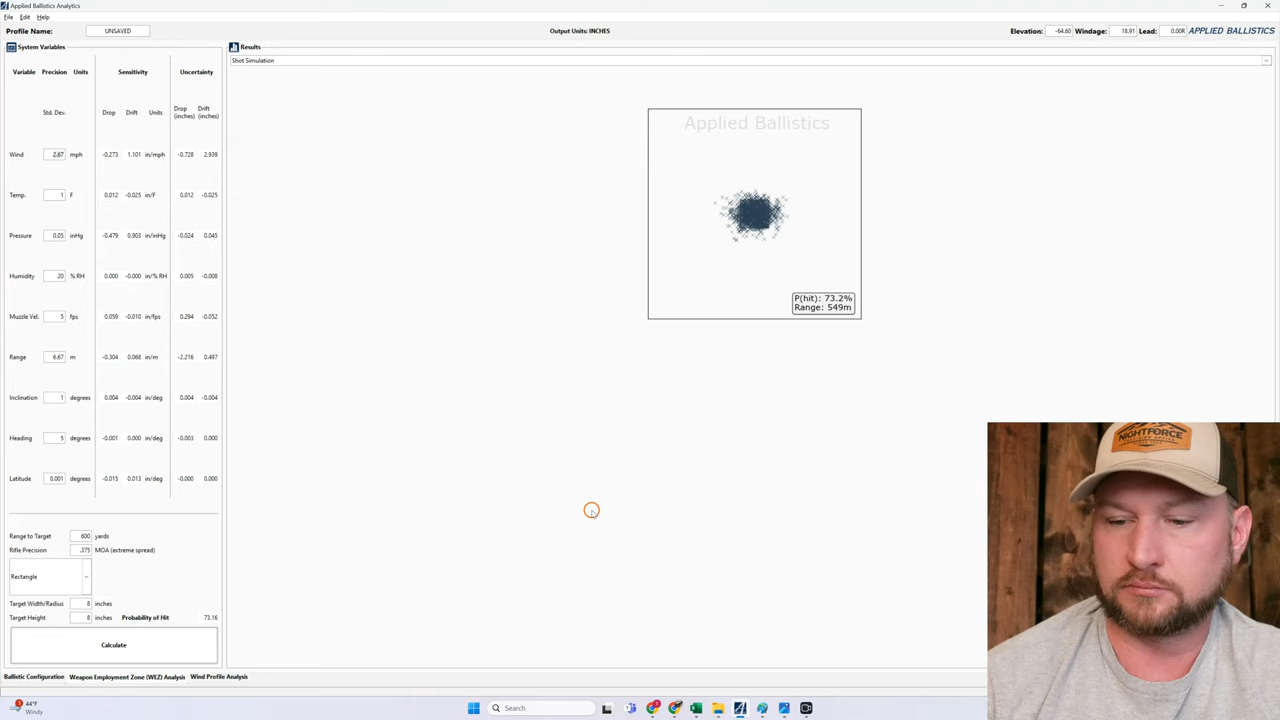 Applied Ballistics Analytics
File Edit Help
Profile Name: UNSAVED Output Units: INCHES Elevation: -64.60 Windage: 18.91 Lead: 0.00R APPLIED BALLISTICS
System Variables
Variable Precision Units Sensitivity Uncertainty
Std. Dev. Drop Drift Units Drop (inches) Drift (inches)
Wind 2.67 mph -0.273 1.101 in/mph -0.728 2.939
Temp. 1 F 0.012 -0.025 in/F 0.012 -0.025
Pressure 0.05 inHg -0.479 0.903 in/inHg -0.024 0.045
Humidity 20 % RH 0.000 -0.000 in/% RH 0.005 -0.008
Muzzle Vel. 5 fps 0.059 -0.010 in/fps 0.294 -0.052
Range 6.67 m -0.304 0.068 in/m -2.216 0.497
Inclination 1 degrees 0.004 -0.004 in/deg 0.004 -0.004
Heading 5 degrees -0.001 0.000 in/deg -0.003 0.000
Latitude 0.001 degrees -0.015 0.013 in/deg -0.000 0.000
Range to Target 600 yards
Rifle Precision .375 MOA (extreme spread)
Rectangle
Target Width/Radius 8 inches
Target Height 8 inches Probability of Hit 73.16
Calculate
Results
Shot Simulation
Applied Ballistics
P(hit): 73.2%
Range: 549m
NIGHTFORCE
Ballistic Configuration Weapon Employment Zone (WEZ) Analysis Wind Profile Analysis
44°F
Windy
Search